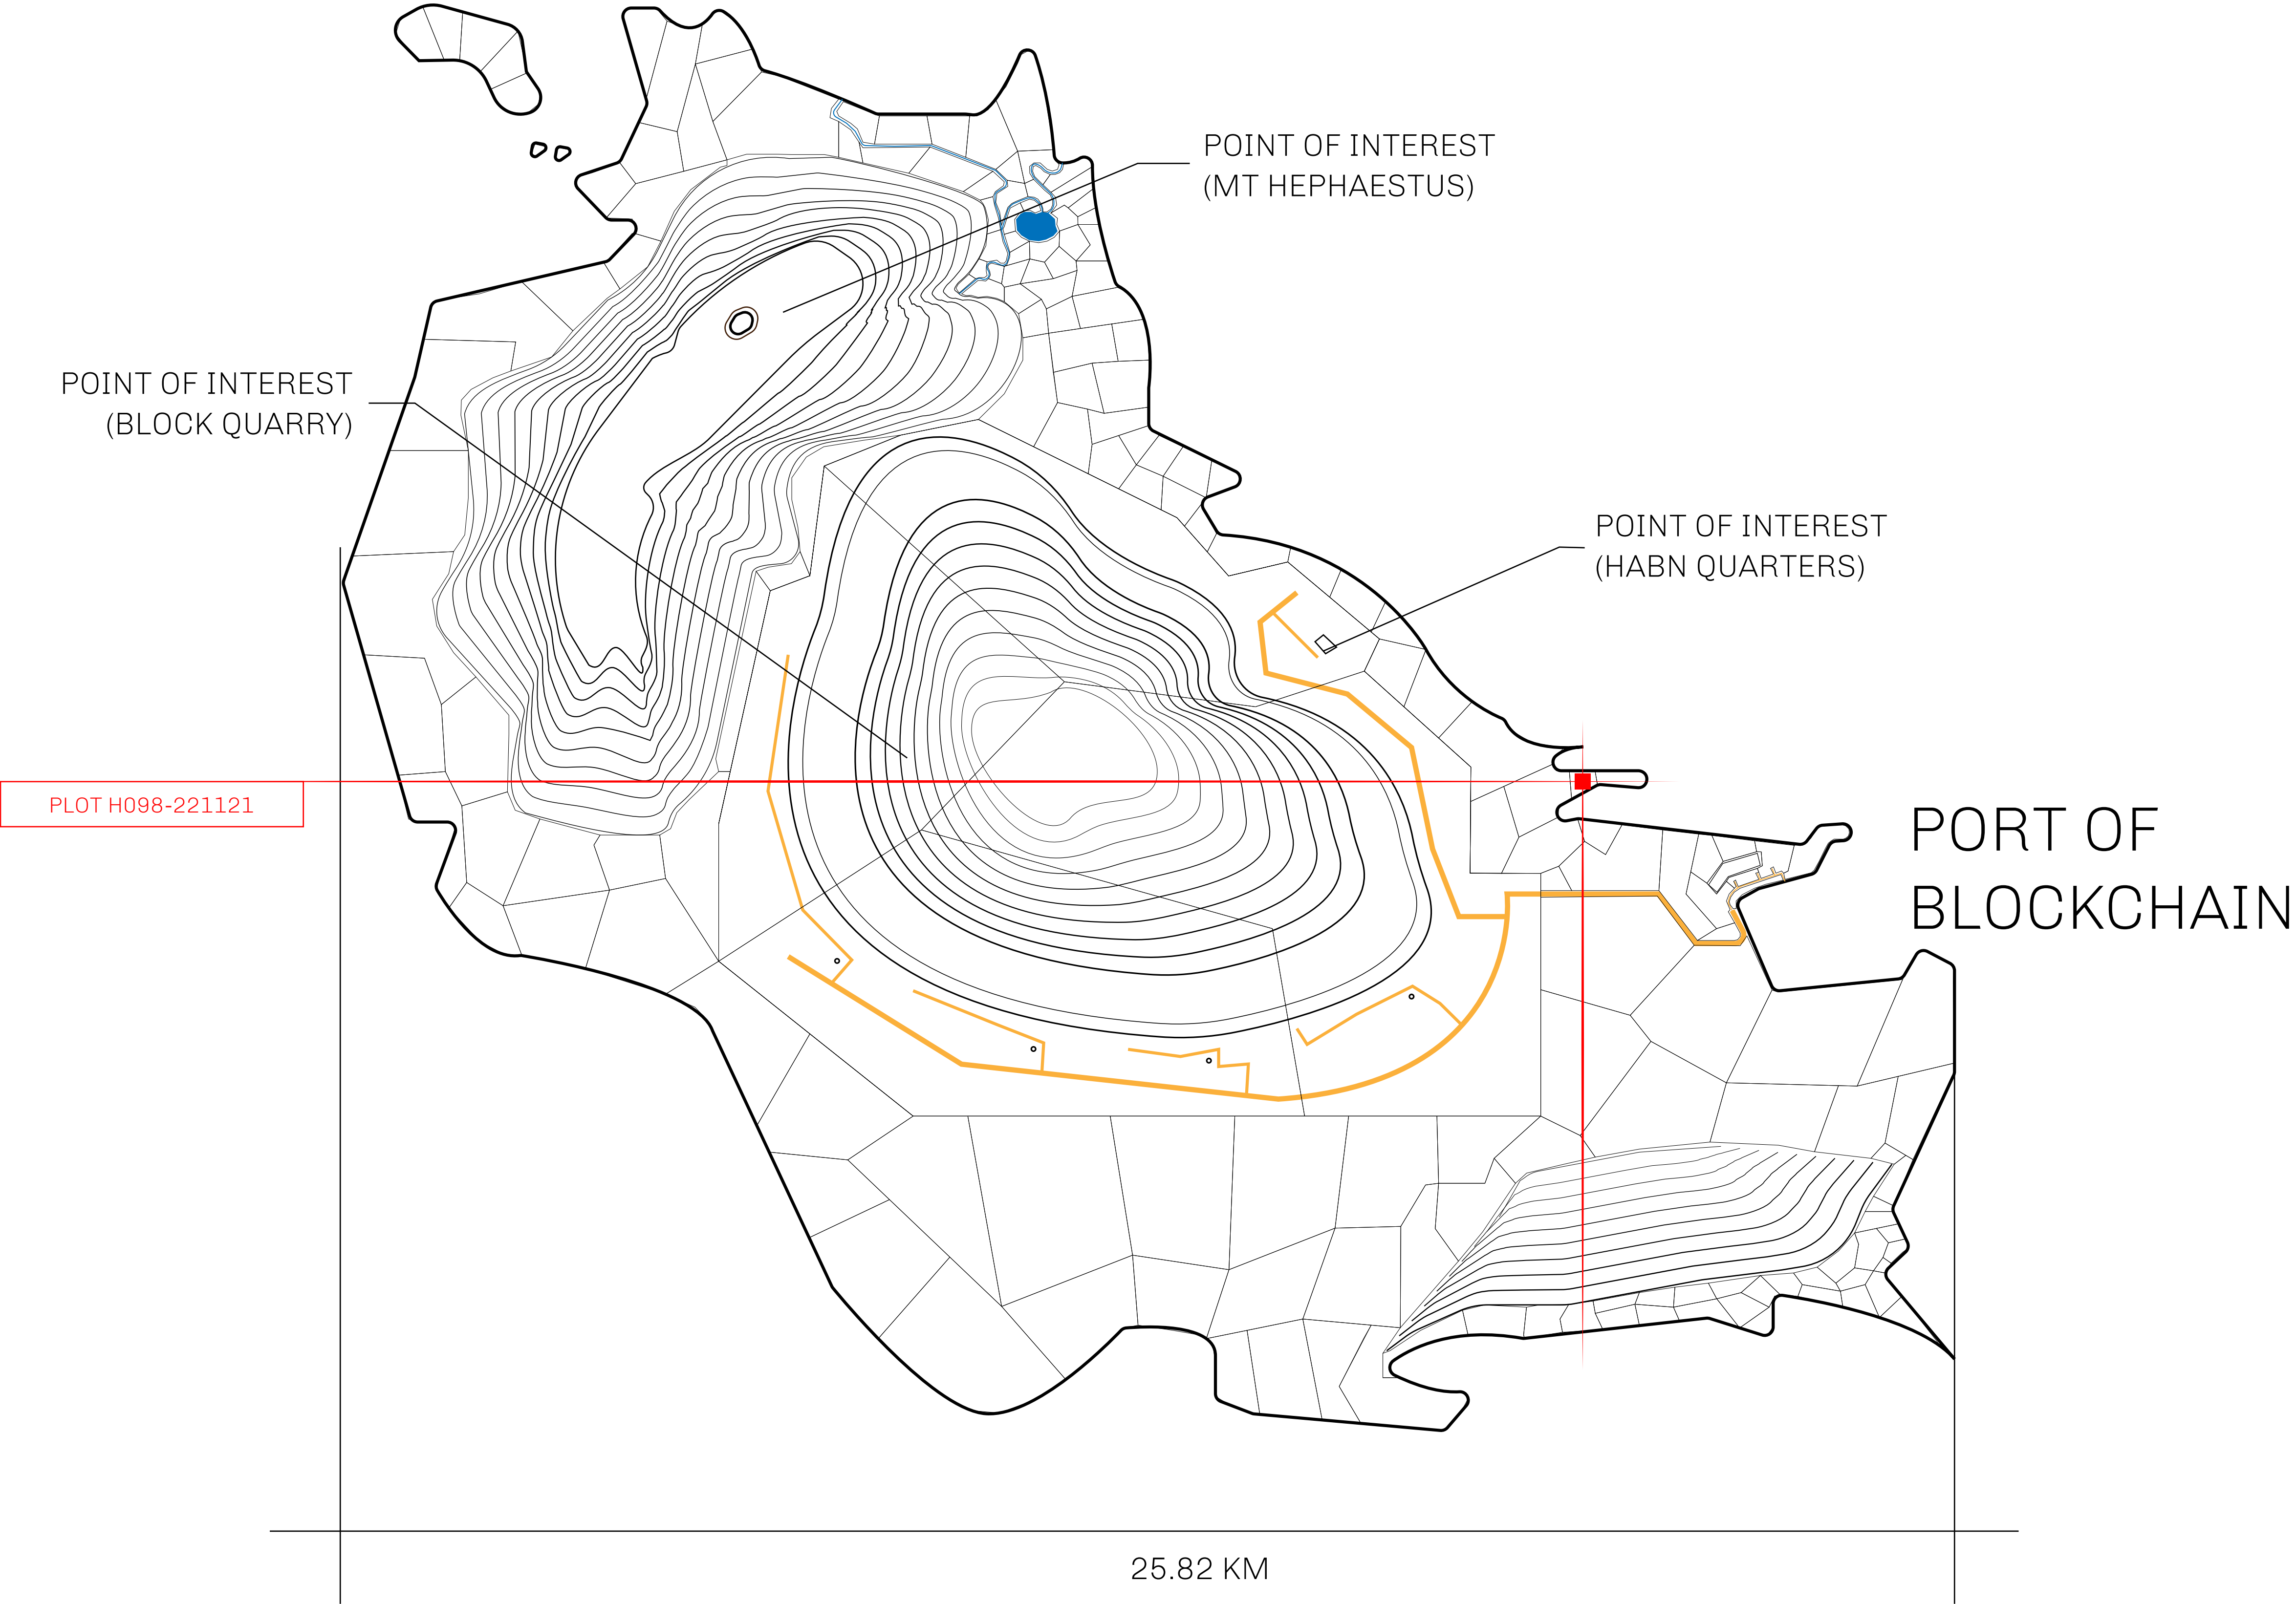 POINT OF INTEREST
(MT HEPHAESTUS)
POINT OF INTEREST
(BLOCK QUARRY)
POINT OF INTEREST
(HABN QUARTERS)
PLOT H098-221121
PORT OF
BLOCKCHAIN
25.82 KM